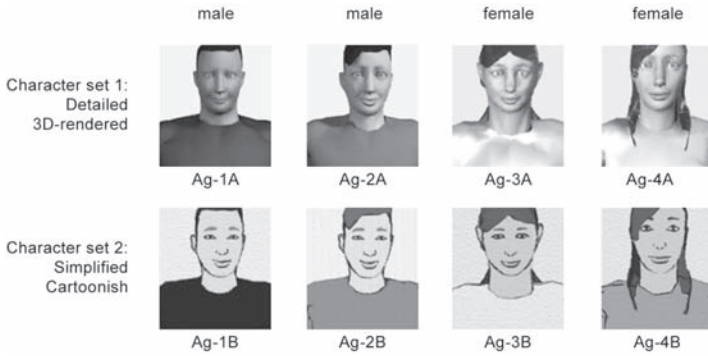 male male female female
Character set 1:
Detailed
3D-rendered
Ag-1A Ag-2A Ag-3A Ag-4A
Character set 2:
Simplified
Cartoonish
Ag-1B Ag-2B Ag-3B Ag-4B